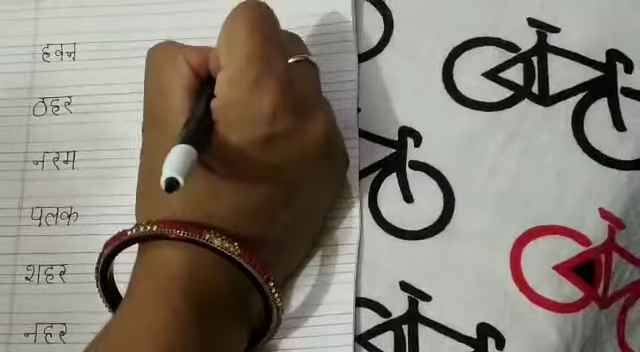 हवन
ठहर
नरम
पलक
शहर
नहर